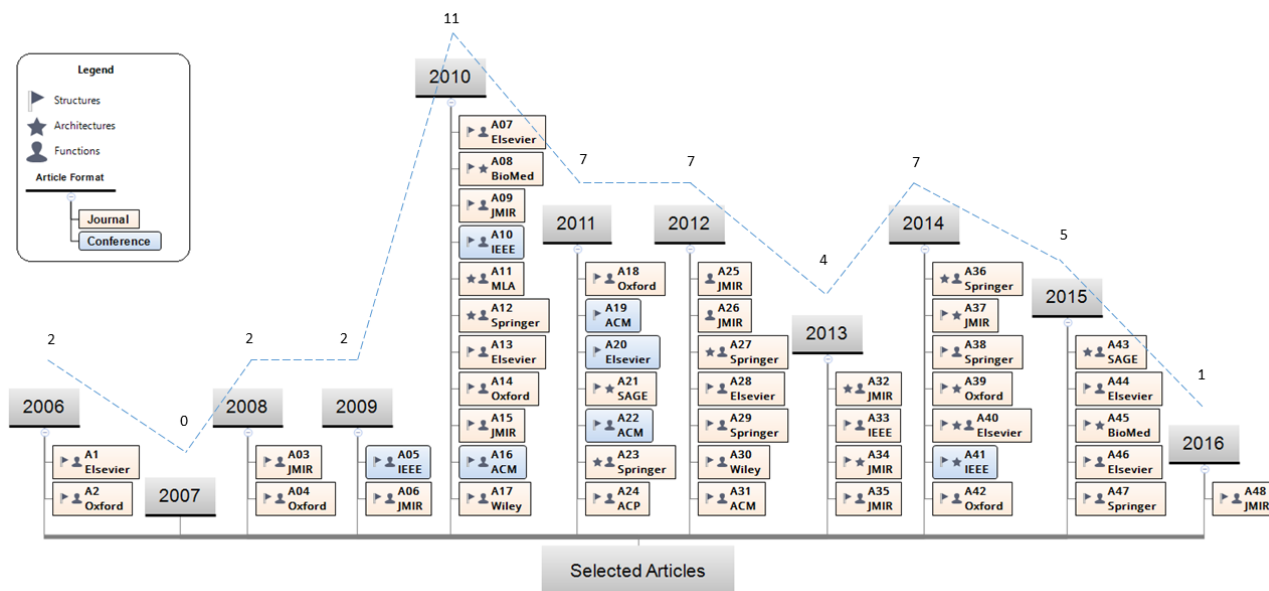 11
Legend
Structures
Architectures
Functions
Article Format
Journal
Conference
2
2006
A1
Elsevier
A2
Oxford
0
2007
2
2008
A03
JMIR
A04
Oxford
2
2009
A05
IEEE
A06
JMIR
2010
A07
Elsevier
A08
BioMed
A09
JMIR
A10
IEEE
A11
MLA
A12
Springer
A13
Elsevier
A14
Oxford
A15
JMIR
A16
ACM
A17
Wiley
7
2011
A18
Oxford
A19
ACM
A20
Elsevier
A21
SAGE
A22
ACM
A23
Springer
A24
ACP
7
2012
A25
JMIR
A26
JMIR
A27
Springer
A28
Elsevier
A29
Springer
A30
Wiley
A31
ACM
4
2013
A32
JMIR
A33
IEEE
A34
JMIR
A35
JMIR
7
2014
A36
Springer
A37
JMIR
A38
Springer
A39
Oxford
A40
Elsevier
A41
IEEE
A42
Oxford
5
2015
A43
SAGE
A44
Elsevier
A45
BioMed
A46
Elsevier
A47
Springer
1
2016
A48
JMIR
Selected Articles